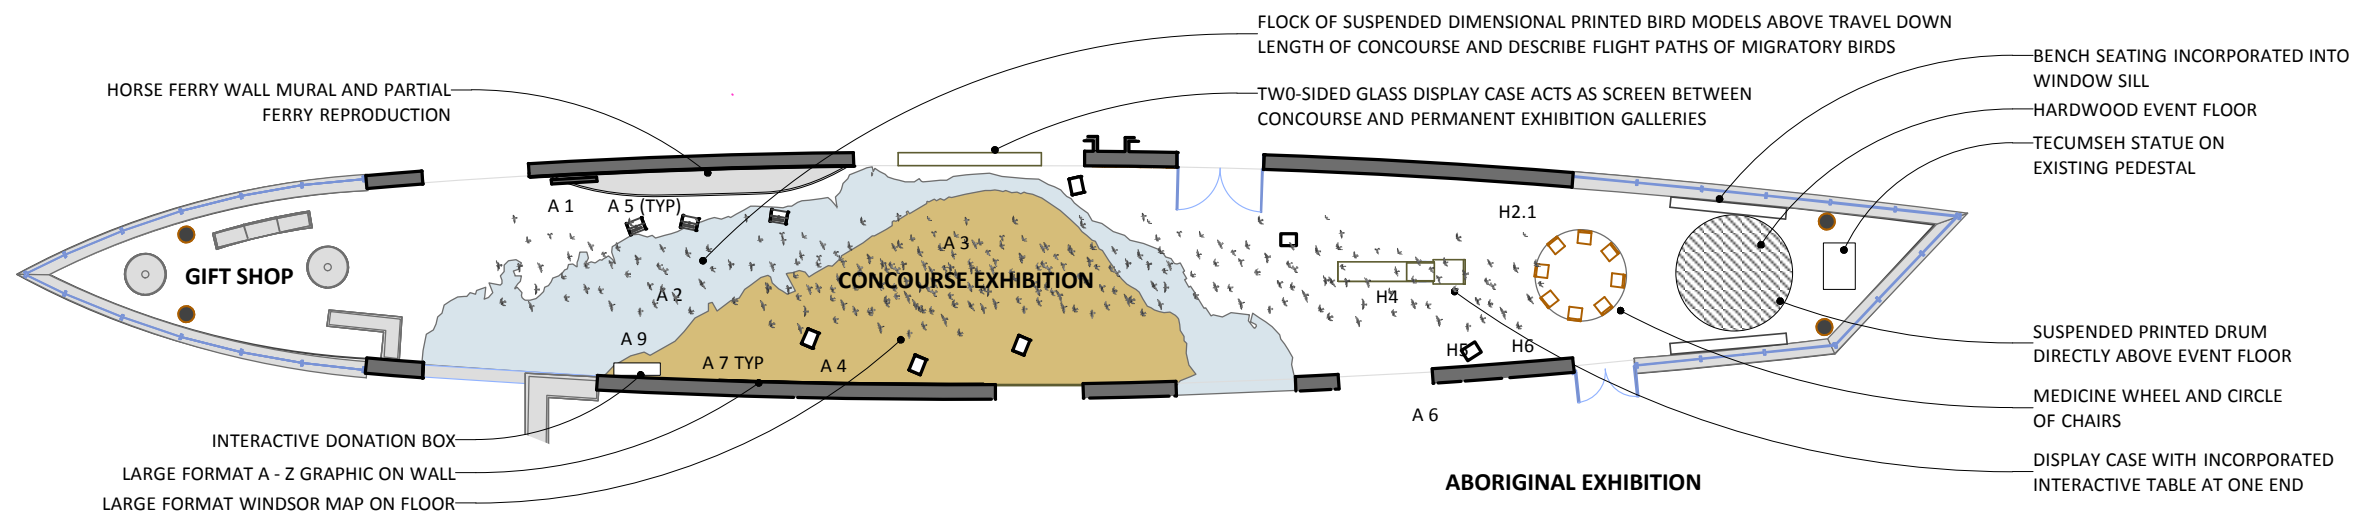 FLOCK OF SUSPENDED DIMENSIONAL PRINTED BIRD MODELS ABOVE TRAVEL DOWN
LENGTH OF CONCOURSE AND DESCRIBE FLIGHT PATHS OF MIGRATORY BIRDS
TW0-SIDED GLASS DISPLAY CASE ACTS AS SCREEN BETWEEN
CONCOURSE AND PERMANENT EXHIBITION GALLERIES
HORSE FERRY WALL MURAL AND PARTIAL
FERRY REPRODUCTION
BENCH SEATING INCORPORATED INTO
WINDOW SILL
HARDWOOD EVENT FLOOR
TECUMSEH STATUE ON
EXISTING PEDESTAL
A 1
A 5 (TYP)
H2.1
A 3
GIFT SHOP
CONCOURSE EXHIBITION
A 2
H4
A 9
A 7 TYP
A 4
H5
H6
A 6
SUSPENDED PRINTED DRUM
DIRECTLY ABOVE EVENT FLOOR
MEDICINE WHEEL AND CIRCLE
OF CHAIRS
INTERACTIVE DONATION BOX
LARGE FORMAT A - Z GRAPHIC ON WALL
LARGE FORMAT WINDSOR MAP ON FLOOR
ABORIGINAL EXHIBITION
DISPLAY CASE WITH INCORPORATED
INTERACTIVE TABLE AT ONE END